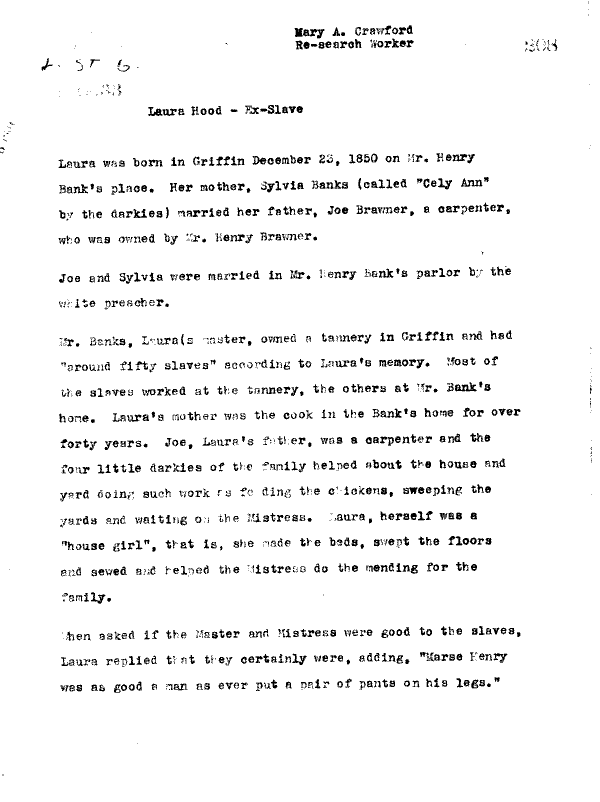 Mary A. Crawford
Re-search Worker
208
Laura Hood - Ex-Slave
Laura was born in Griffin December 23, 1850 on Mr. Henry
Bank's place. Her mother, Sylvia Banks (called "Cely Ann"
by the darkies) married her father, Joe Brawner, a carpenter,
who was owned by Mr. Henry Brawner.
Joe and Sylvia were married in Mr. Henry Bank's parlor by the
white preacher.
Mr. Banks, Laura(s master, owned a tannery in Griffin and had
"around fifty slaves" according to Laura's memory. Most of
the slaves worked at the tannery, the others at Mr. Bank's
home. Laura's mother was the cook in the Bank's home for over
forty years. Joe, Laura's father, was a carpenter and the
four little darkies of the family helped about the house and
yard doing such work as feeding the chickens, sweeping the
yards and waiting on the Mistress. Laura, herself was a
"house girl", that is, she made the beds, swept the floors
and sewed and helped the Mistress do the mending for the
family.
When asked if the Master and Mistress were good to the slaves,
Laura replied that they certainly were, adding, "Marse Henry
was as good a man as ever put a pair of pants on his legs."